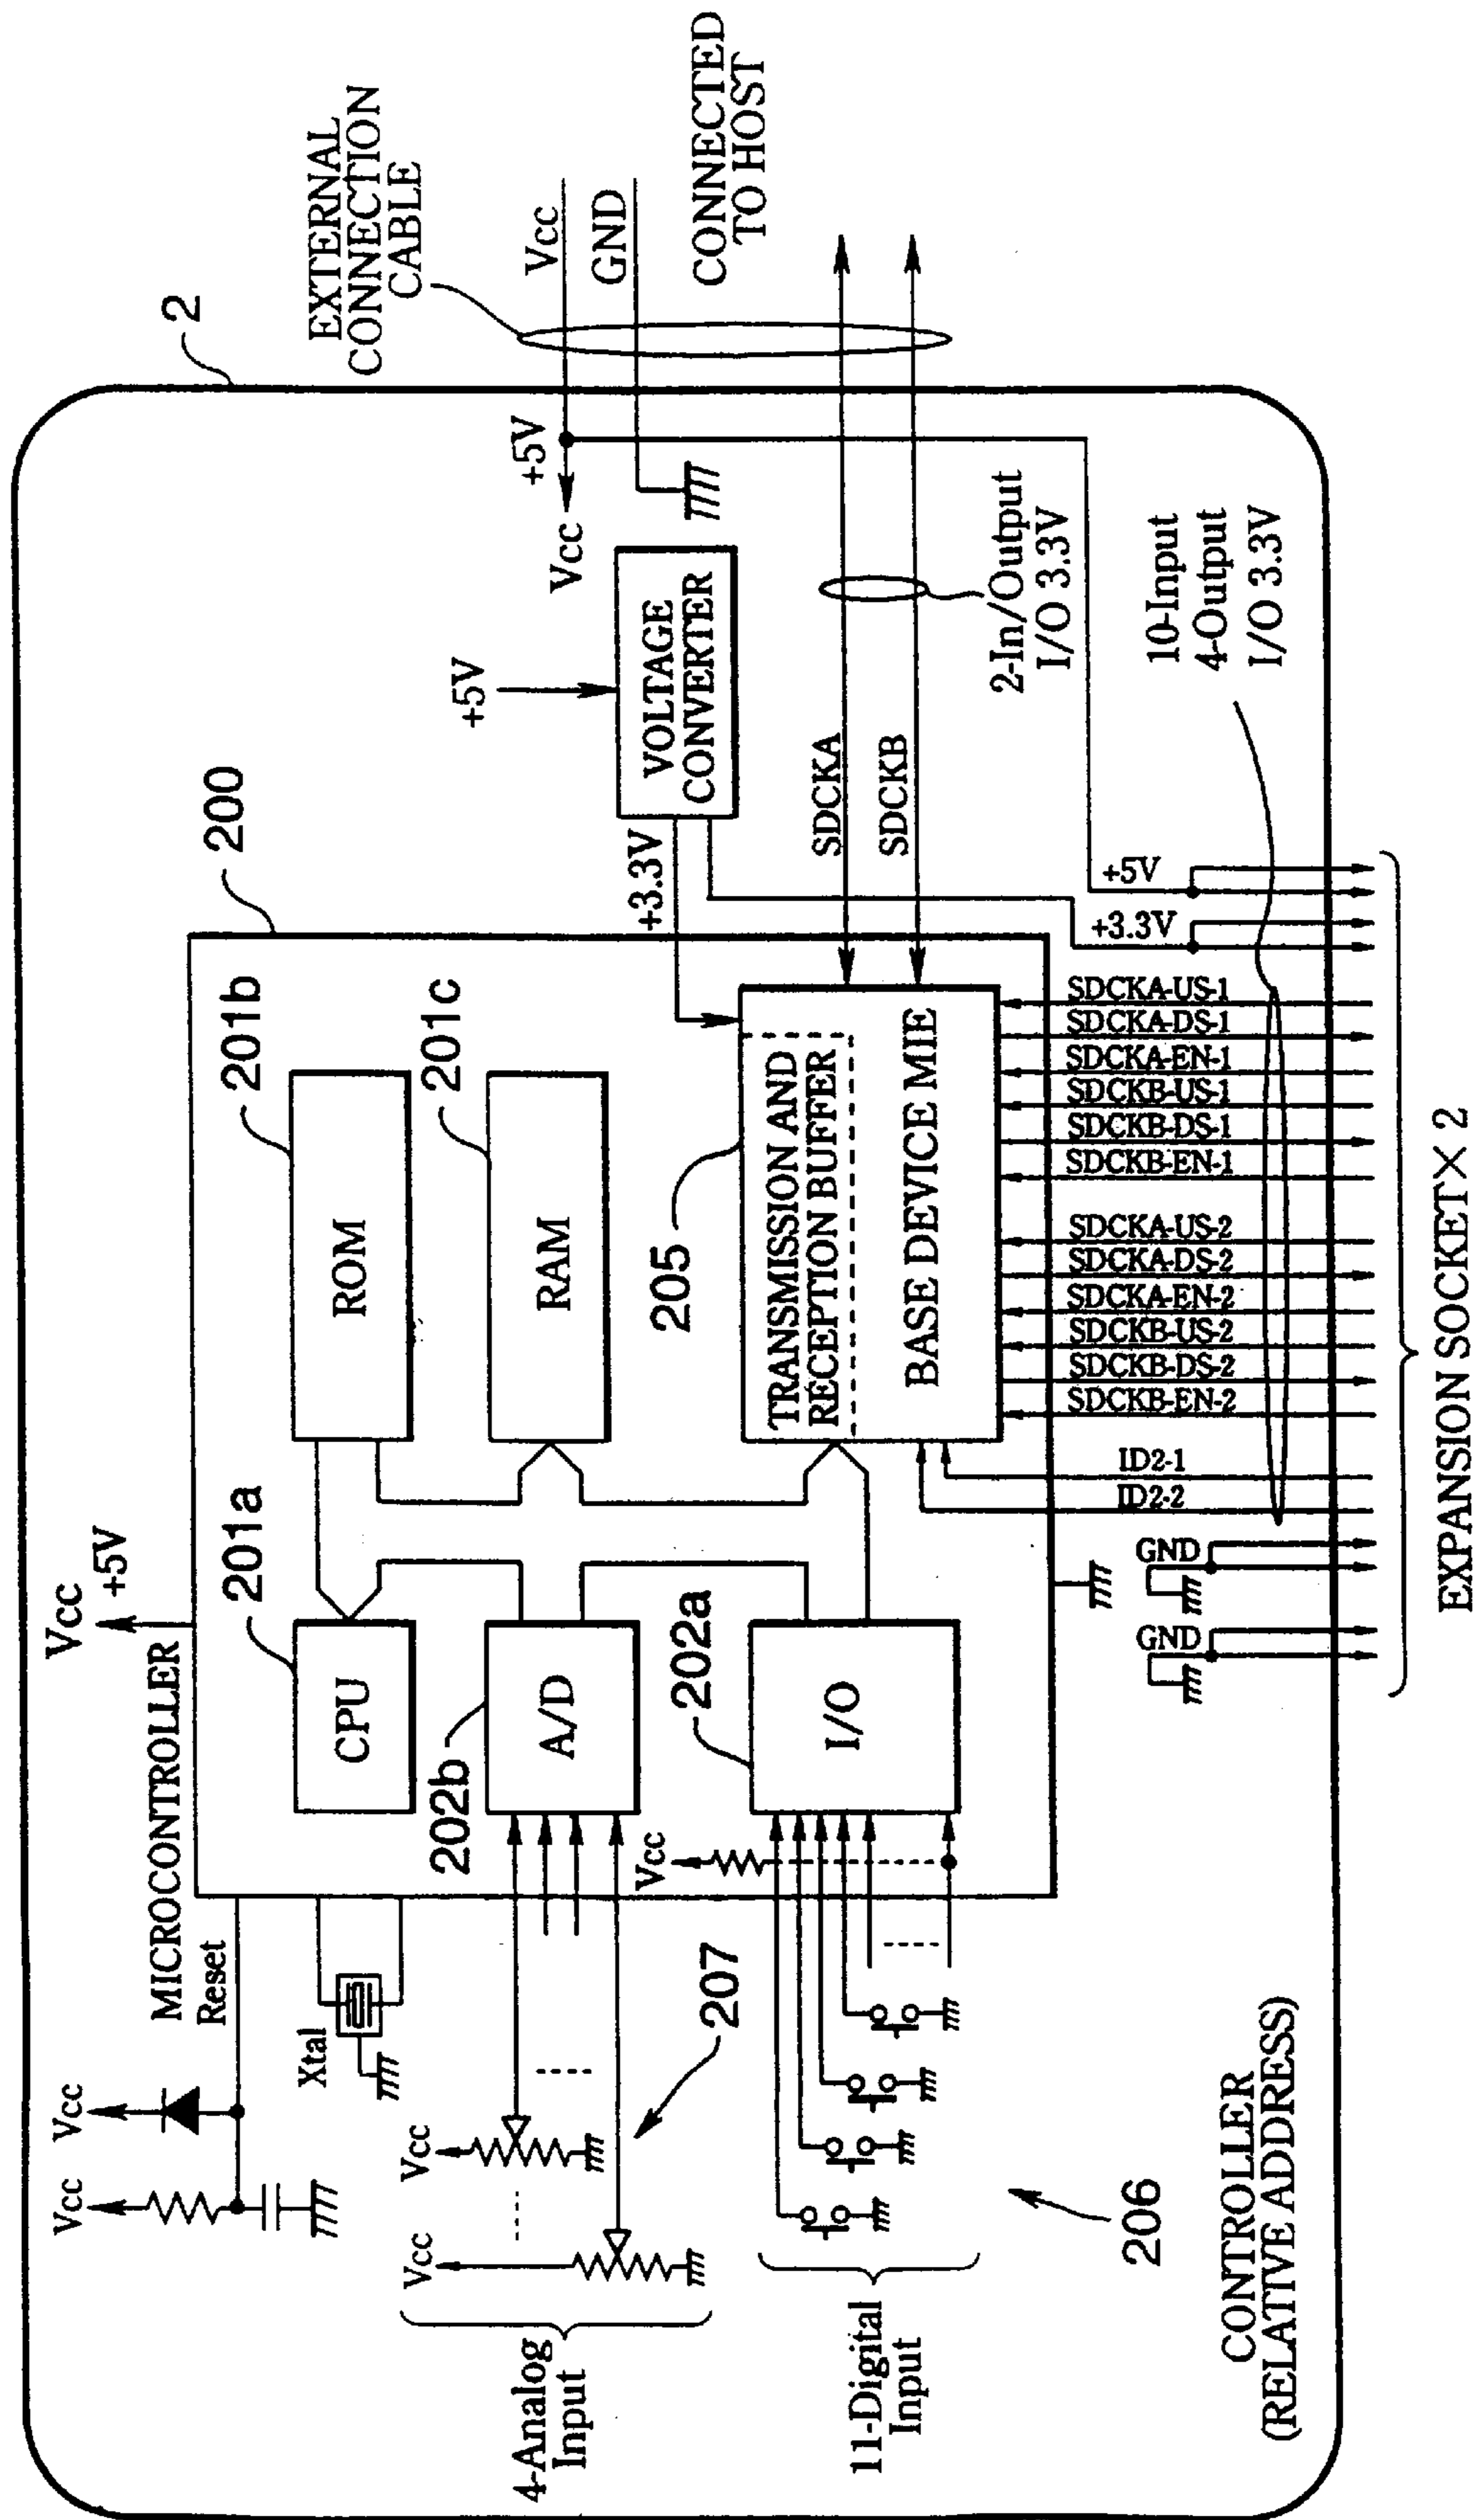 Vcc
+5V
MICROCONTROLLER
200
2
EXTERNAL
CONNECTION
CABLE
Vcc
GND
CONNECTED
TO HOST
Vcc
Vcc
Reset
Xtal
CPU
201a
ROM
201b
RAM
201c
A/D
202b
I/O
202a
Vcc
205
TRANSMISSION AND
RECEPTION BUFFER
BASE DEVICE MIE
+3.3V
+5V
VOLTAGE
CONVERTER
Vcc
+5V
SDCKA
SDCKB
2-In/Output
I/O 3.3V
10-Input
4-Output
I/O 3.3V
Vcc
Vcc
207
4-Analog
Input
11-Digital
Input
206
CONTROLLER
(RELATIVE ADDRESS)
GND
GND
ID2-2
ID2-1
SDCKB-EN-2
SDCKB-DS-2
SDCKB-US-2
SDCKA-EN-2
SDCKA-DS-2
SDCKA-US-2
SDCKB-EN-1
SDCKB-DS-1
SDCKB-US-1
SDCKA-EN-1
SDCKA-DS-1
SDCKA-US-1
+3.3V
+5V
EXPANSION SOCKET× 2